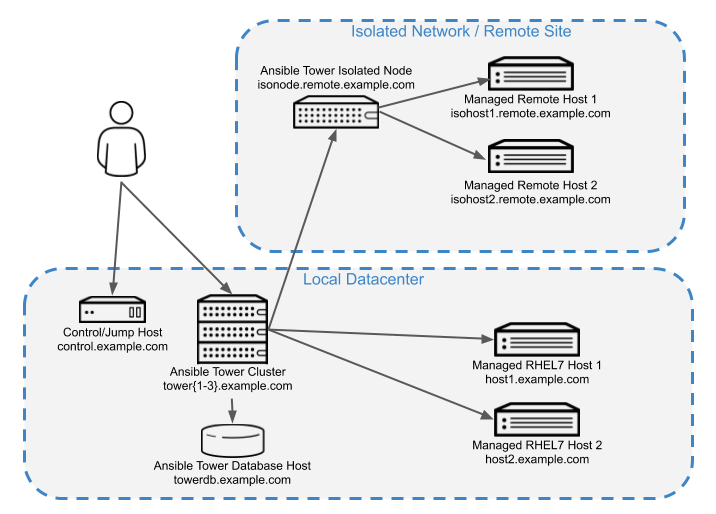 Isolated Network / Remote Site
Ansible Tower Isolated Node
isonode.remote.example.com
Managed Remote Host 1
isohost1.remote.example.com
Managed Remote Host 2
isohost2.remote.example.com
Local Datacenter
Control/Jump Host
control.example.com
Ansible Tower Cluster
tower{1-3}.example.com
Managed RHEL7 Host 1
host1.example.com
Managed RHEL7 Host 2
host2.example.com
Ansible Tower Database Host
towerdb.example.com